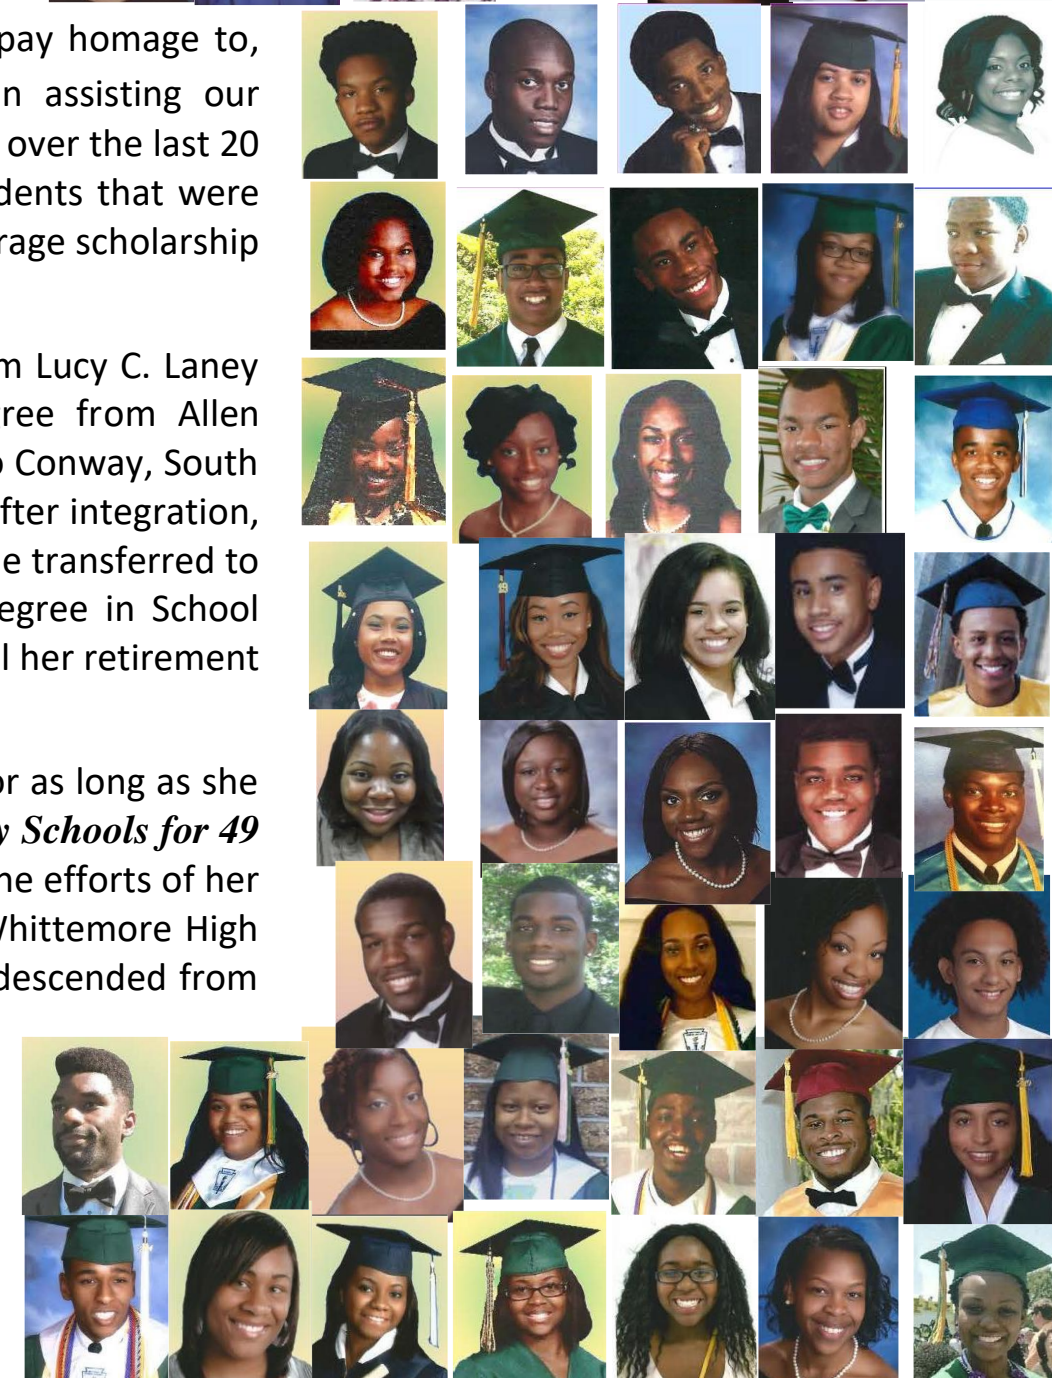 pay homage to,
n assisting our
over the last 20
dents that were
rage scholarship
m Lucy C. Laney
ree from Allen
o Conway, South
fter integration,
e transferred to
egree in School
l her retirement
or as long as she
y Schools for 49
he efforts of her
Whittemore High
descended from